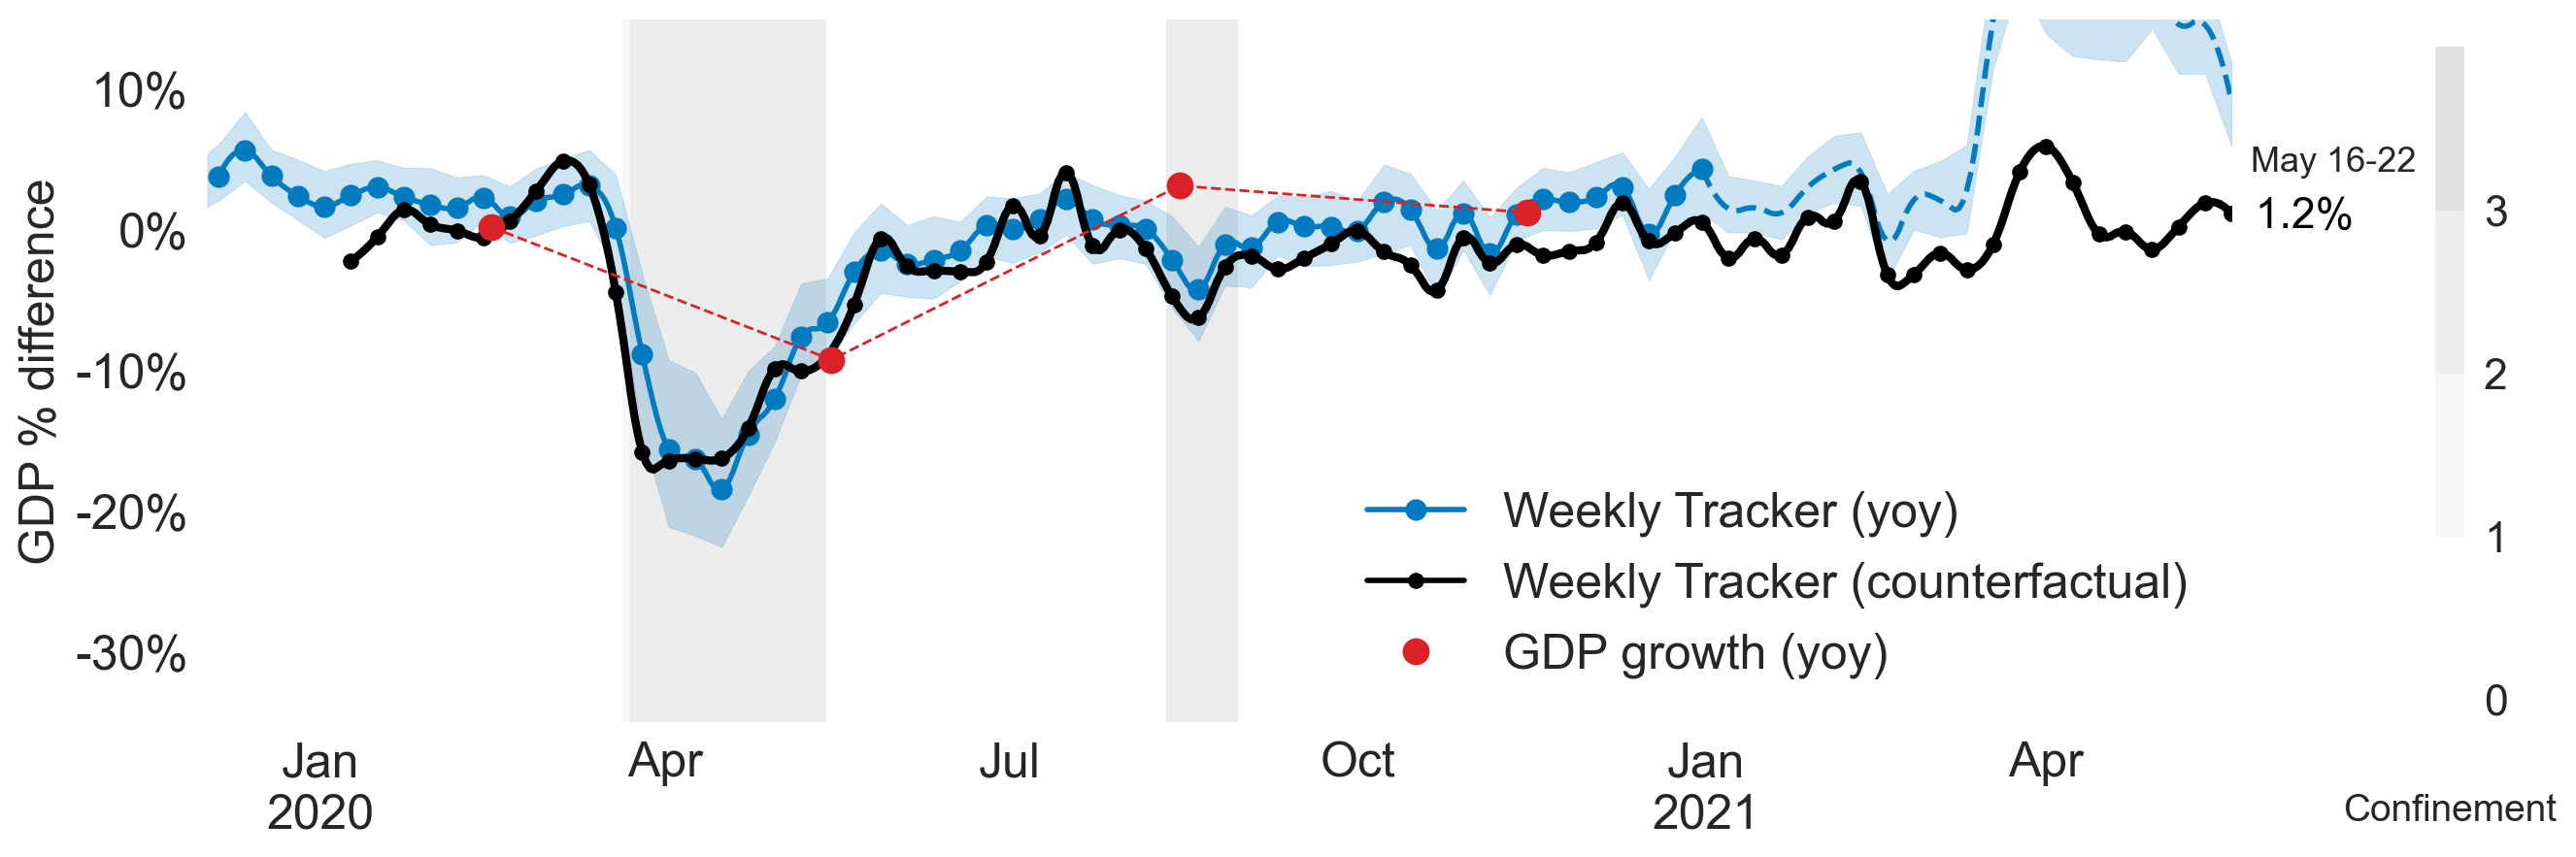 GDP % difference
10%
0%
-10%
-20%
-30%
May 16-22
1.2%
Weekly Tracker (yoy)
Weekly Tracker (counterfactual)
GDP growth (yoy)
3
2
1
0
Jan
2020
Apr
Jul
Oct
Jan
2021
Apr
Confinement